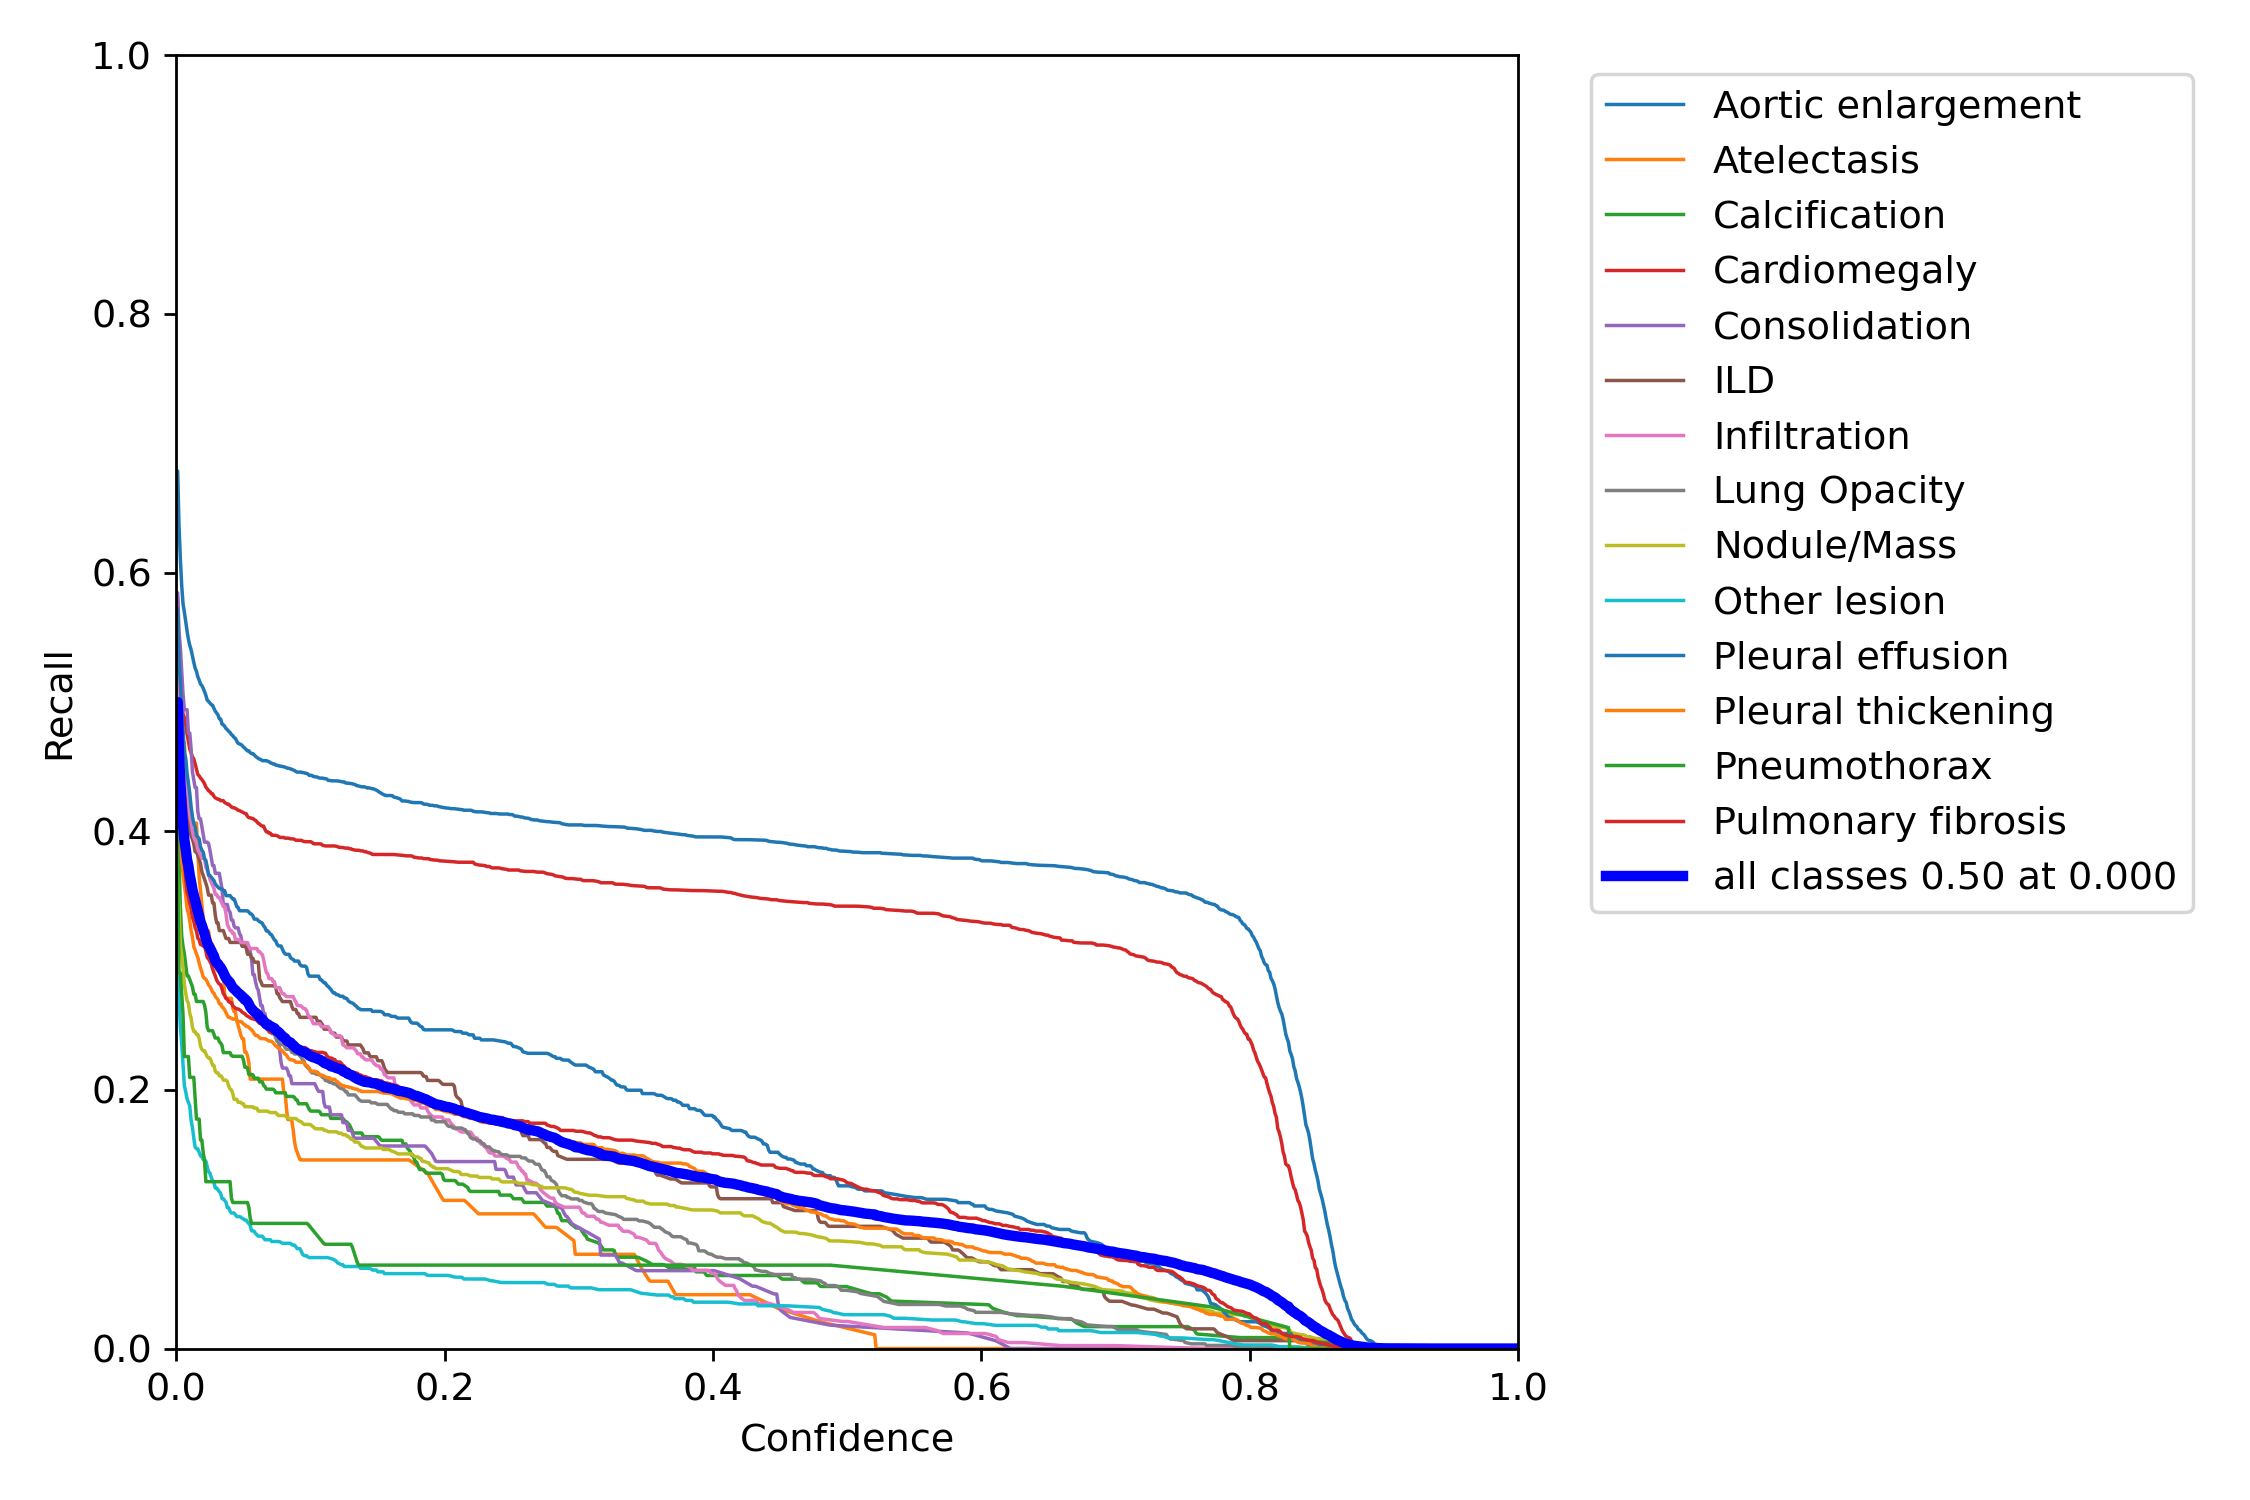 1.0
0.8
0.6
0.4
0.2
0.0
0.0 0.2 0.4 0.6 0.8 1.0
Recall
Confidence
Aortic enlargement
Atelectasis
Calcification
Cardiomegaly
Consolidation
ILD
Infiltration
Lung Opacity
Nodule/Mass
Other lesion
Pleural effusion
Pleural thickening
Pneumothorax
Pulmonary fibrosis
all classes 0.50 at 0.000